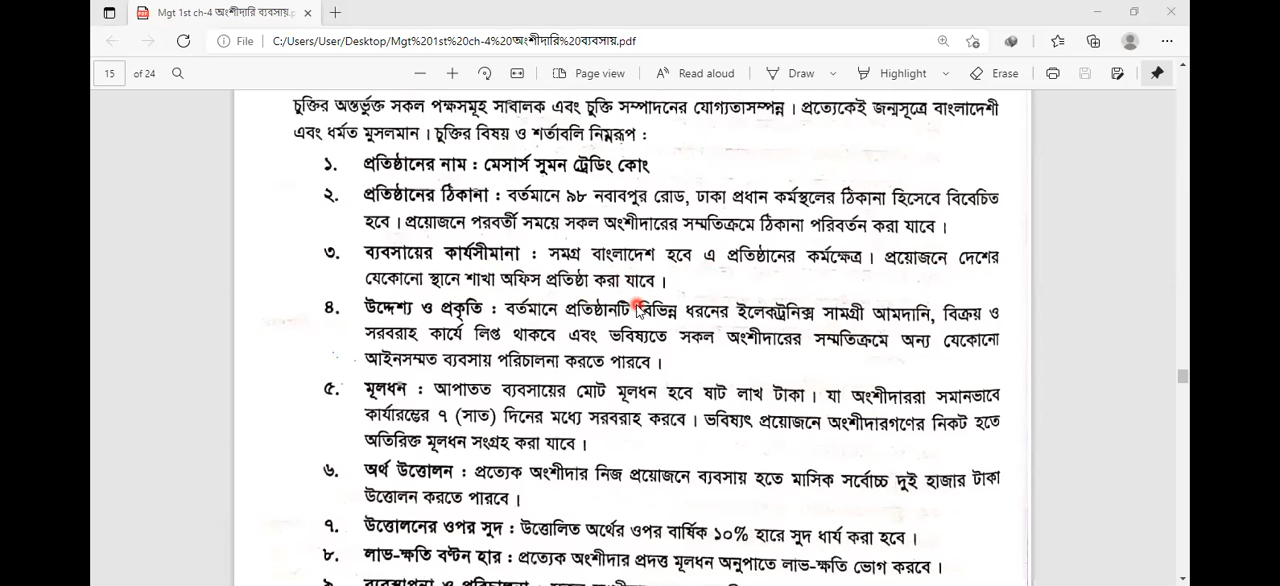 Mgt 1st ch-4 অংশীদারি ব্যবসায়.p
File C:/Users/User/Desktop/Mgt%201st%20ch-4%20অংশীদারি%20ব্যবসায়.pdf
15 of 24 Page view Read aloud Draw Highlight Erase
চুক্তির অন্তর্ভুক্ত সকল পক্ষসমূহ সাবালক এবং চুক্তি সম্পাদনের যোগ্যতাসম্পন্ন। প্রত্যেকেই জন্মসূত্রে বাংলাদেশী
এবং ধর্মত মুসলমান। চুক্তির বিষয় ও শর্তাবলি নিম্নরূপ :
১. প্রতিষ্ঠানের নাম : মেসার্স সুমন ট্রেডিং কোং
২. প্রতিষ্ঠানের ঠিকানা : বর্তমানে ৯৮ নবাবপুর রোড, ঢাকা প্রধান কর্মস্থলের ঠিকানা হিসেবে বিবেচিত
হবে। প্রয়োজনে পরবর্তী সময়ে সকল অংশীদারের সম্মতিক্রমে ঠিকানা পরিবর্তন করা যাবে।
৩. ব্যবসায়ের কার্যসীমানা : সমগ্র বাংলাদেশ হবে এ প্রতিষ্ঠানের কর্মক্ষেত্র। প্রয়োজনে দেশের
যেকোনো স্থানে শাখা অফিস প্রতিষ্ঠা করা যাবে।
৪. উদ্দেশ্য ও প্রকৃতি : বর্তমানে প্রতিষ্ঠানটি বিভিন্ন ধরনের ইলেকট্রনিক্স সামগ্রী আমদানি, বিক্রয় ও
সরবরাহ কার্যে লিপ্ত থাকবে এবং ভবিষ্যতে সকল অংশীদারের সম্মতিক্রমে অন্য যেকোনো
আইনসম্মত ব্যবসায় পরিচালনা করতে পারবে।
৫. মূলধন : আপাতত ব্যবসায়ের মোট মূলধন হবে ষাট লাখ টাকা। যা অংশীদাররা সমানভাবে
কার্যারম্ভের ৭ (সাত) দিনের মধ্যে সরবরাহ করবে। ভবিষ্যৎ প্রয়োজনে অংশীদারগণের নিকট হতে
অতিরিক্ত মূলধন সংগ্রহ করা যাবে।
৬. অর্থ উত্তোলন : প্রত্যেক অংশীদার নিজ প্রয়োজনে ব্যবসায় হতে মাসিক সর্বোচ্চ দুই হাজার টাকা
উত্তোলন করতে পারবে।
৭. উত্তোলনের ওপর সুদ : উত্তোলিত অর্থের ওপর বার্ষিক ১০% হারে সুদ ধার্য করা হবে।
৮. লাভ-ক্ষতি বণ্টন হার : প্রত্যেক অংশীদার প্রদত্ত মূলধন অনুপাতে লাভ-ক্ষতি ভোগ করবে।
৯. ব্যবস্থাপনা ও পরিচালনা :